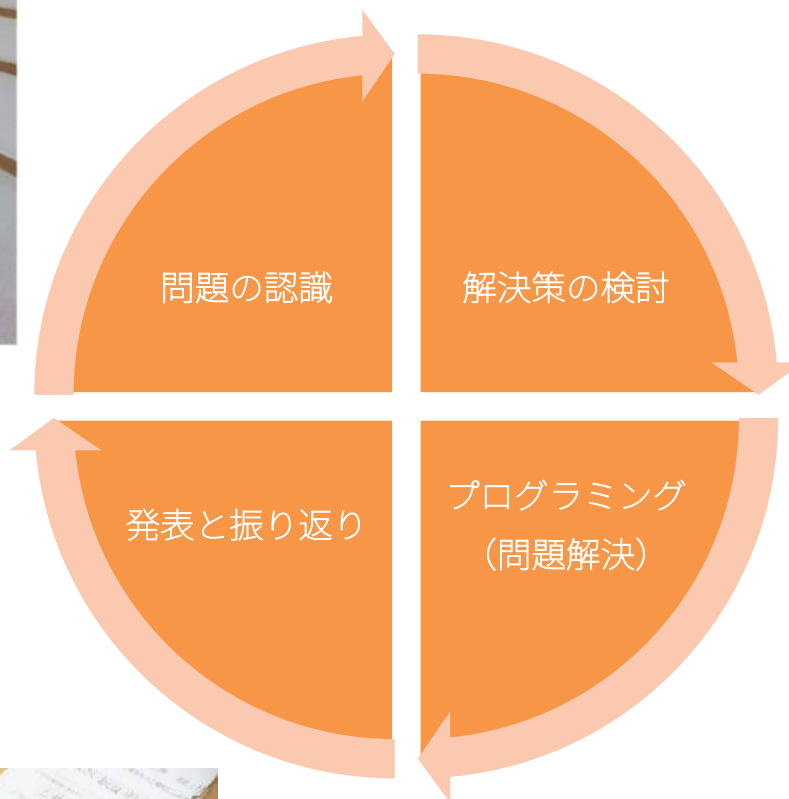 問題の認識
解決策の検討
プログラミング
（問題解決）
発表と振り返り